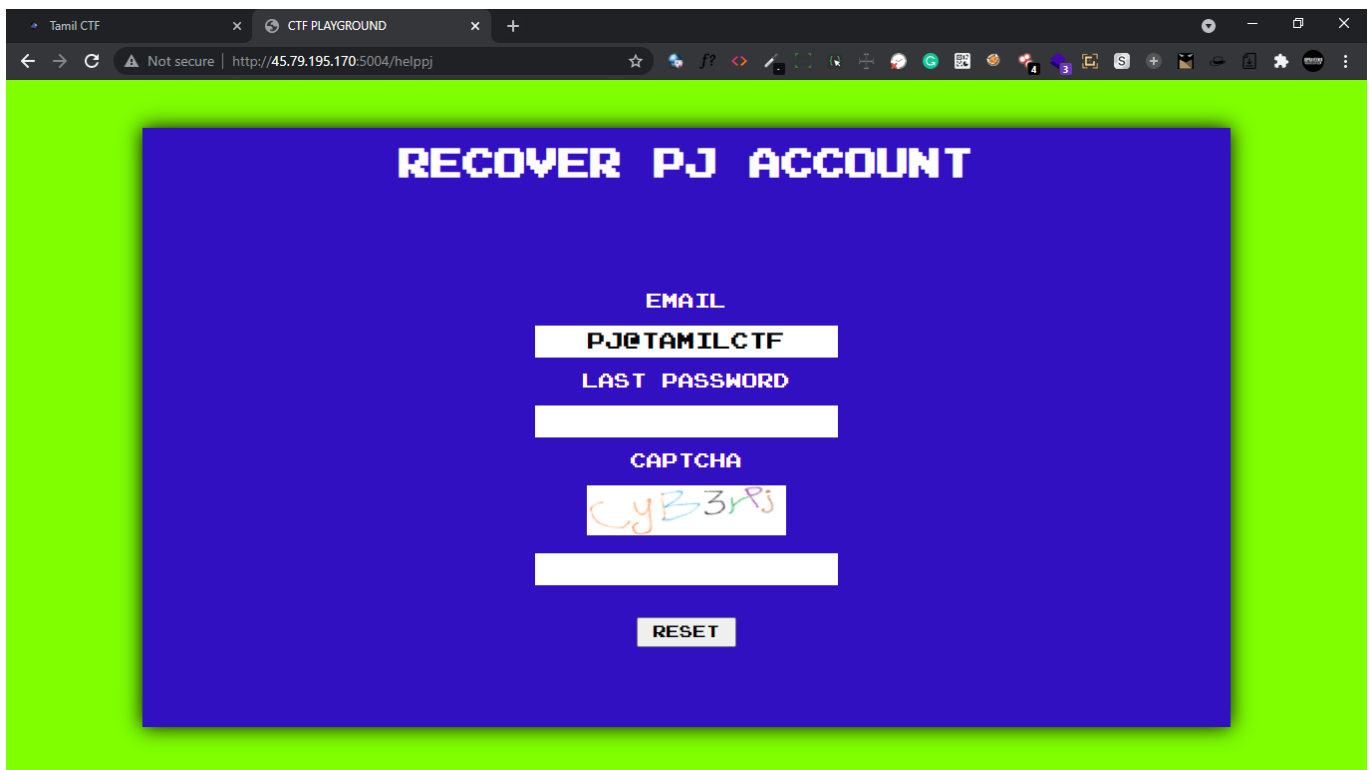 Tamil CTF CTF PLAYGROUND
Not secure | http://45.79.195.170:5004/helppj
RECOVER PJ ACCOUNT
EMAIL
PJ@TAMILCTF
LAST PASSWORD
CAPTCHA
CyB3rPj
RESET